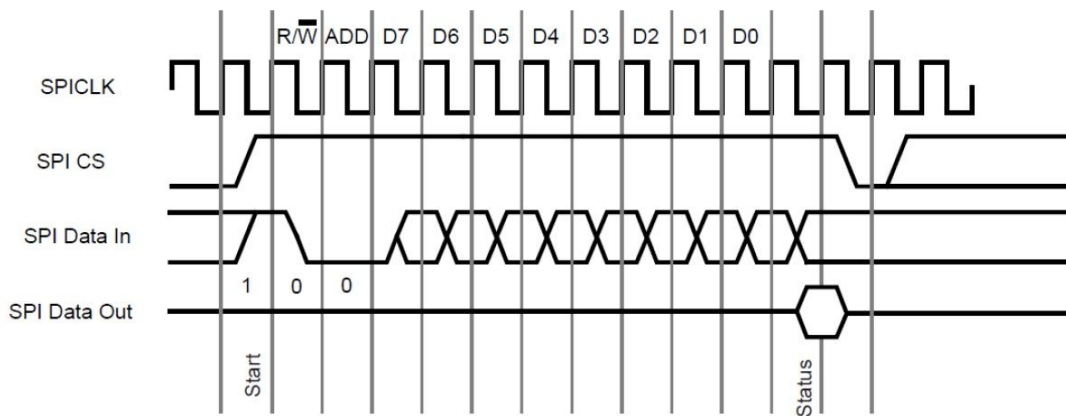 R/W̅ ADD D7 D6 D5 D4 D3 D2 D1 D0
SPICLK
SPI CS
SPI Data In
1 0 0
SPI Data Out
Start
Status